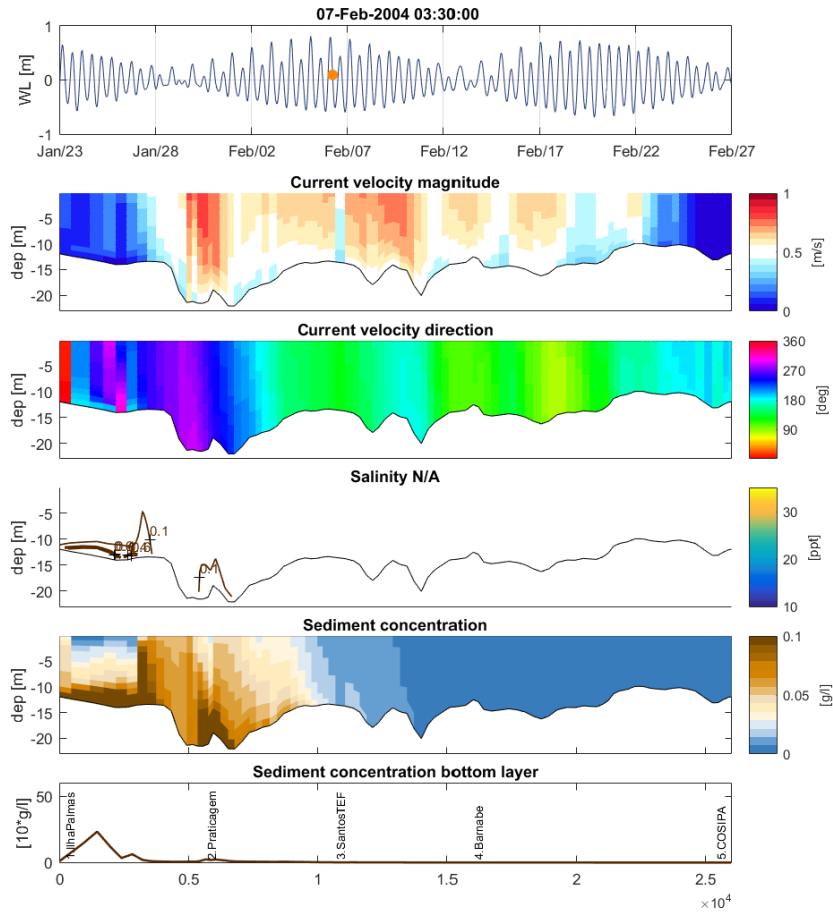 07-Feb-2004 03:30:00
WL [m]
1
0
-1
Jan/23 Jan/28 Feb/02 Feb/07 Feb/12 Feb/17 Feb/22 Feb/27
Current velocity magnitude
dep [m]
-5
-10
-15
-20
1
0.5
0
[m/s]
Current velocity direction
dep [m]
-5
-10
-15
-20
360
270
180
90
[deg]
Salinity N/A
dep [m]
-5
-10
-15
-20
0.1
0.1
30
20
10
[ppt]
Sediment concentration
dep [m]
-5
-10
-15
-20
0.1
0.05
0
[g/l]
Sediment concentration bottom layer
[10*g/l]
50
0
1.IlhaPalmas
2.Praticagem
3.SantosTEF
4.Barnabe
5.COSIPA
0 0.5 1 1.5 2 2.5
×10⁴